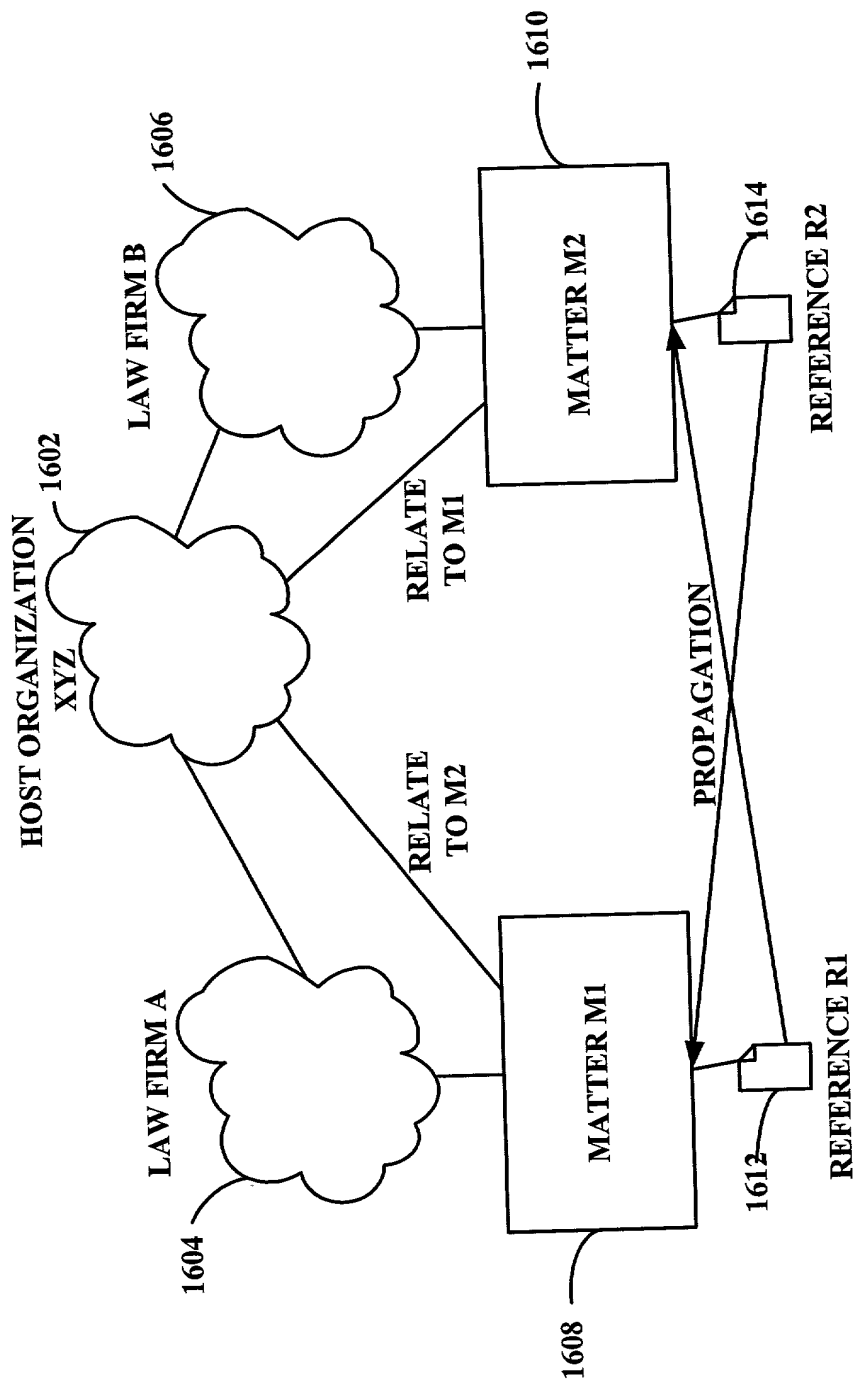 HOST ORGANIZATION
XYZ
1602
LAW FIRM A
1604
LAW FIRM B
1606
RELATE
TO M2
RELATE
TO M1
MATTER M1
1608
MATTER M2
1610
PROPAGATION
1612
REFERENCE R1
1614
REFERENCE R2